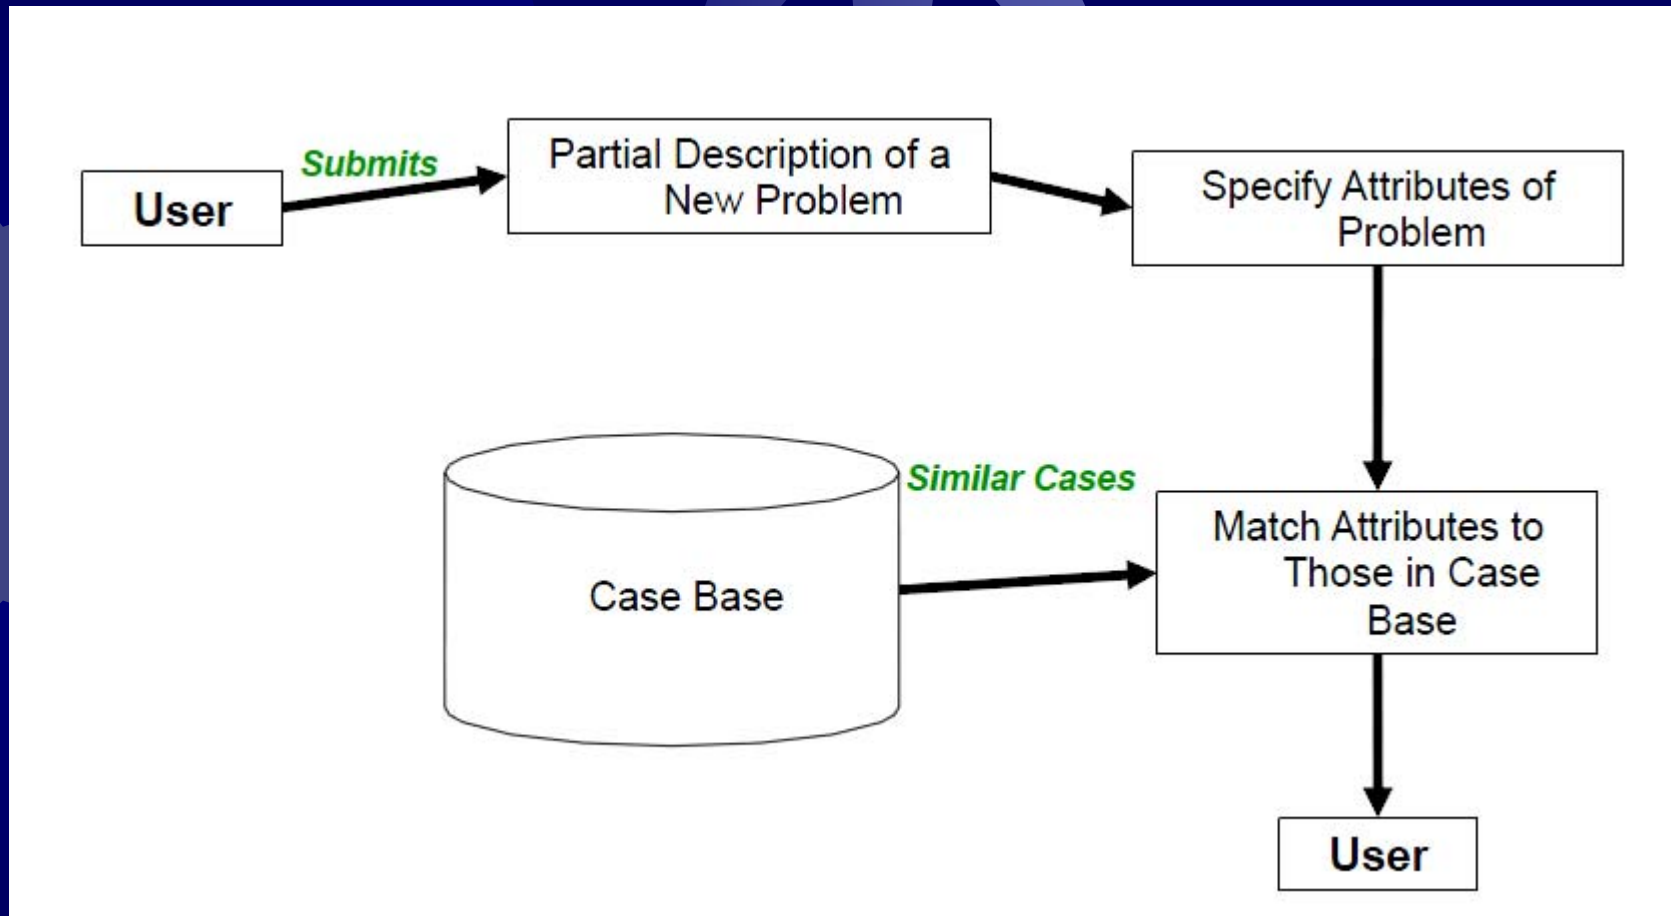 Submits
Partial Description of a
New Problem
User
Specify Attributes of
Problem
Similar Cases
Match Attributes to
Those in Case
Base
Case Base
User